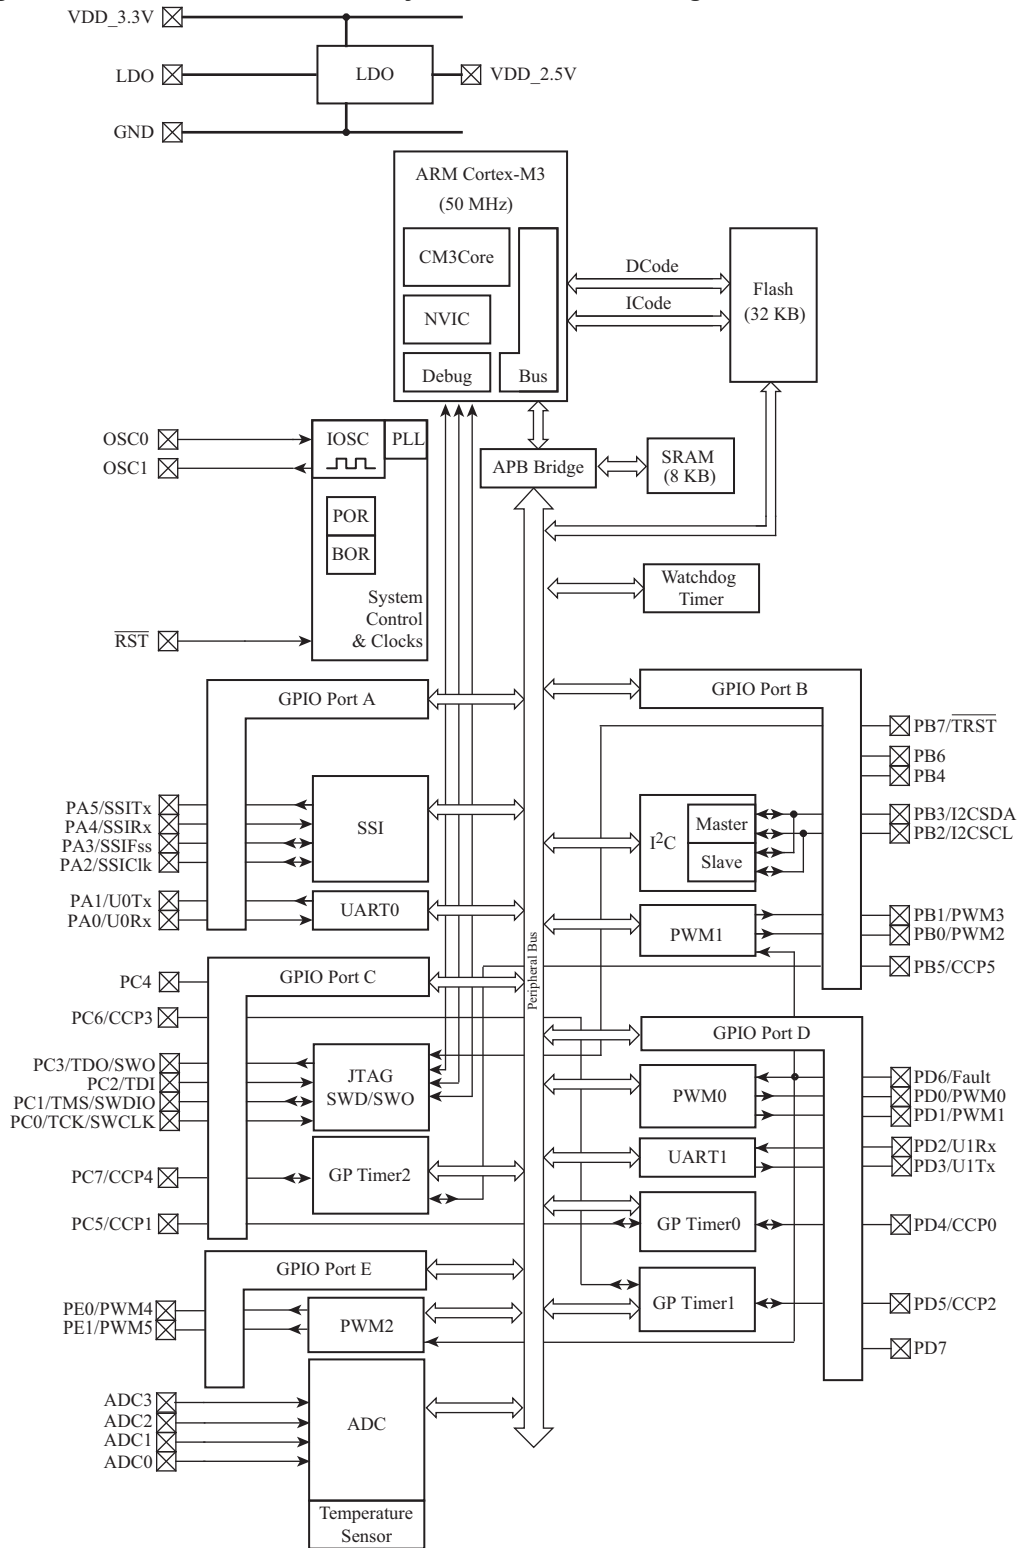 VDD_3.3V
LDO
LDO
VDD_2.5V
GND
ARM Cortex-M3
(50 MHz)
CM3Core
NVIC
Debug
Bus
DCode
ICode
Flash
(32 KB)
OSC0
OSC1
IOSC
PLL
POR
BOR
System
Control
& Clocks
RST
APB Bridge
SRAM
(8 KB)
Watchdog
Timer
GPIO Port A
GPIO Port B
PB7/TRST
PB6
PB4
PA5/SSITx
PA4/SSIRx
PA3/SSIFss
PA2/SSIClk
SSI
I²C
Master
Slave
PB3/I2CSDA
PB2/I2CSCL
PA1/U0Tx
PA0/U0Rx
UART0
PWM1
PB1/PWM3
PB0/PWM2
PB5/CCP5
Peripheral Bus
PC4
GPIO Port C
PC6/CCP3
GPIO Port D
PC3/TDO/SWO
PC2/TDI
PC1/TMS/SWDIO
PC0/TCK/SWCLK
JTAG
SWD/SWO
PWM0
PD6/Fault
PD0/PWM0
PD1/PWM1
UART1
PD2/U1Rx
PD3/U1Tx
PC7/CCP4
GP Timer2
PC5/CCP1
GP Timer0
PD4/CCP0
GPIO Port E
PE0/PWM4
PE1/PWM5
PWM2
GP Timer1
PD5/CCP2
PD7
ADC3
ADC2
ADC1
ADC0
ADC
Temperature
Sensor